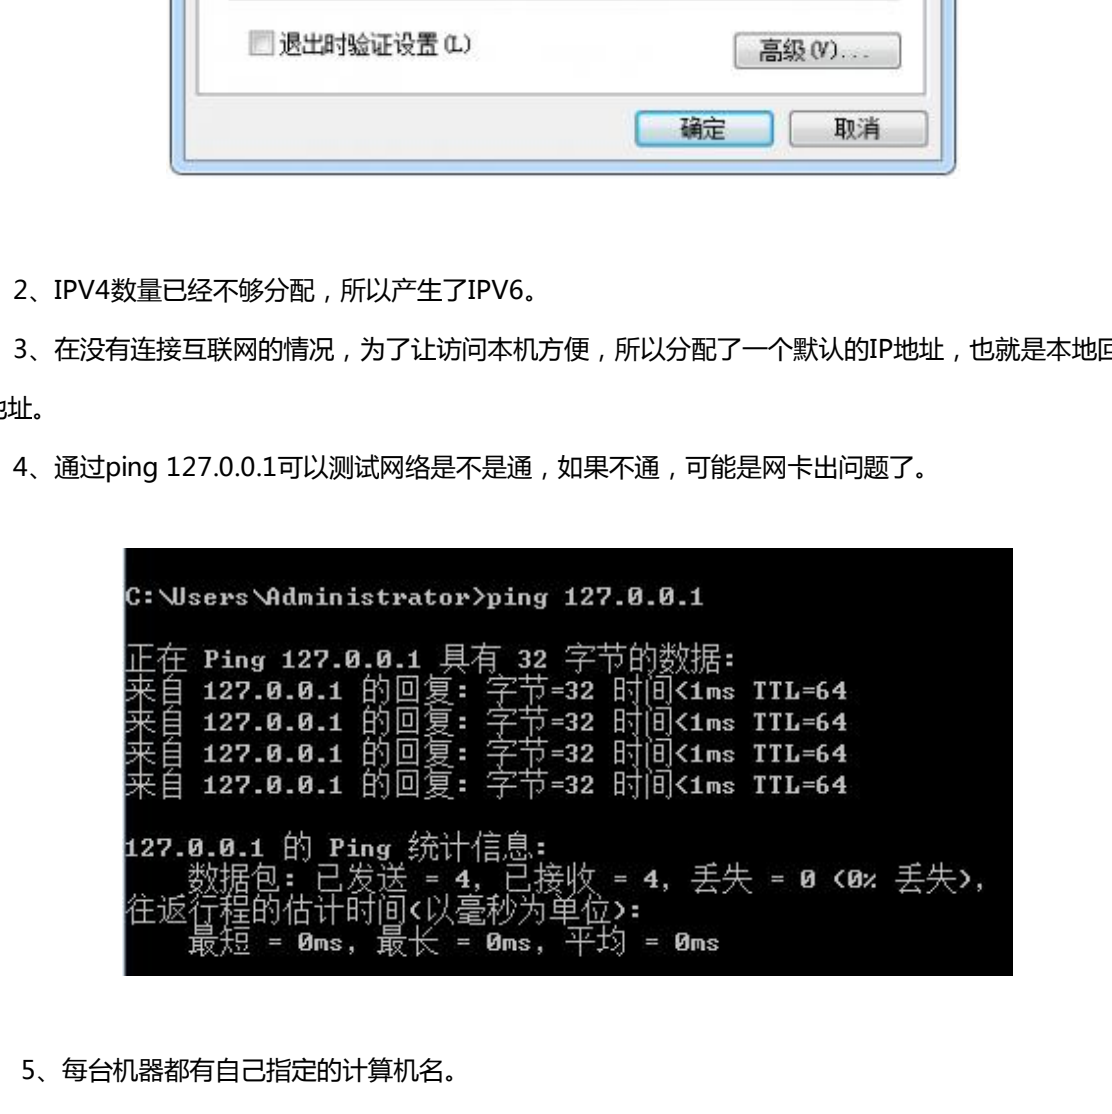 退出时验证设置(L)
高级(V)...
确定
取消
2、IPV4数量已经不够分配，所以产生了IPV6。
3、在没有连接互联网的情况，为了让访问本机方便，所以分配了一个默认的IP地址，也就是本地回
地址。
4、通过ping 127.0.0.1可以测试网络是不是通，如果不通，可能是网卡出问题了。
C:\Users\Administrator>ping 127.0.0.1
正在 Ping 127.0.0.1 具有 32 字节的数据:
来自 127.0.0.1 的回复: 字节=32 时间<1ms TTL=64
来自 127.0.0.1 的回复: 字节=32 时间<1ms TTL=64
来自 127.0.0.1 的回复: 字节=32 时间<1ms TTL=64
来自 127.0.0.1 的回复: 字节=32 时间<1ms TTL=64
127.0.0.1 的 Ping 统计信息:
数据包: 已发送 = 4, 已接收 = 4, 丢失 = 0 (0% 丢失),
往返行程的估计时间(以毫秒为单位):
最短 = 0ms, 最长 = 0ms, 平均 = 0ms
5、每台机器都有自己指定的计算机名。